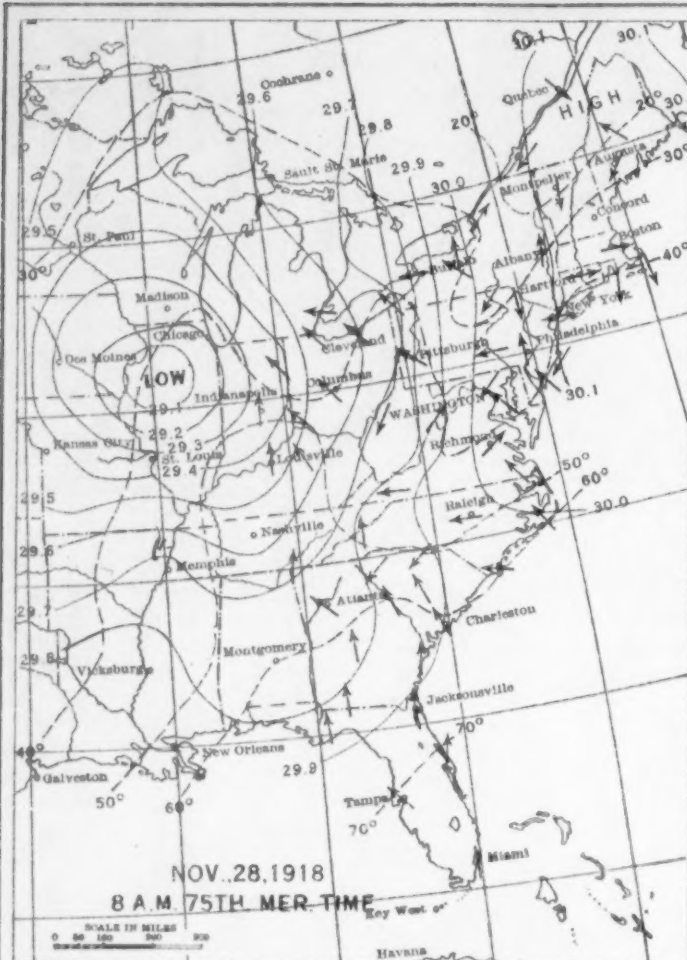 30.1
30.1
Cochrane
29.6
29.7
29.8
20°
Quebec
HIGH
20°
30.
29.9
Sault St. Marie
30.0
Montpelier
Augusta
30°
Concord
29.5
St. Paul
30°
Boston
Albany
40°
Buffalo
Hartford
Madison
New York
Chicago
Cleveland
Philadelphia
Des Moines
Pittsburgh
LOW
Columbus
Indianapolis
WASHINGTON
30.1
29.1
29.2
Kansas City
29.3
St. Louis
Louisville
Richmond
29.4
50°
60°
29.5
Raleigh
30.0
Nashville
29.6
Memphis
29.7
Atlanta
Charleston
29.8
Montgomery
Vicksburg
Jacksonville
70°
New Orleans
Galveston
29.9
50°
60°
Tampa
70°
Miami
NOV. 28, 1918
8 A.M. 75TH MER. TIME
Key West
SCALE IN MILES
Havana